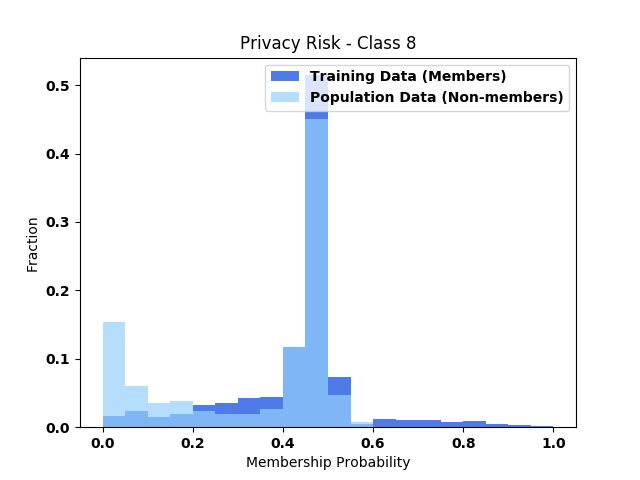 Privacy Risk - Class 8
Training Data (Members)
Population Data (Non-members)
Fraction
0.5
0.4
0.3
0.2
0.1
0.0
0.0 0.2 0.4 0.6 0.8 1.0
Membership Probability